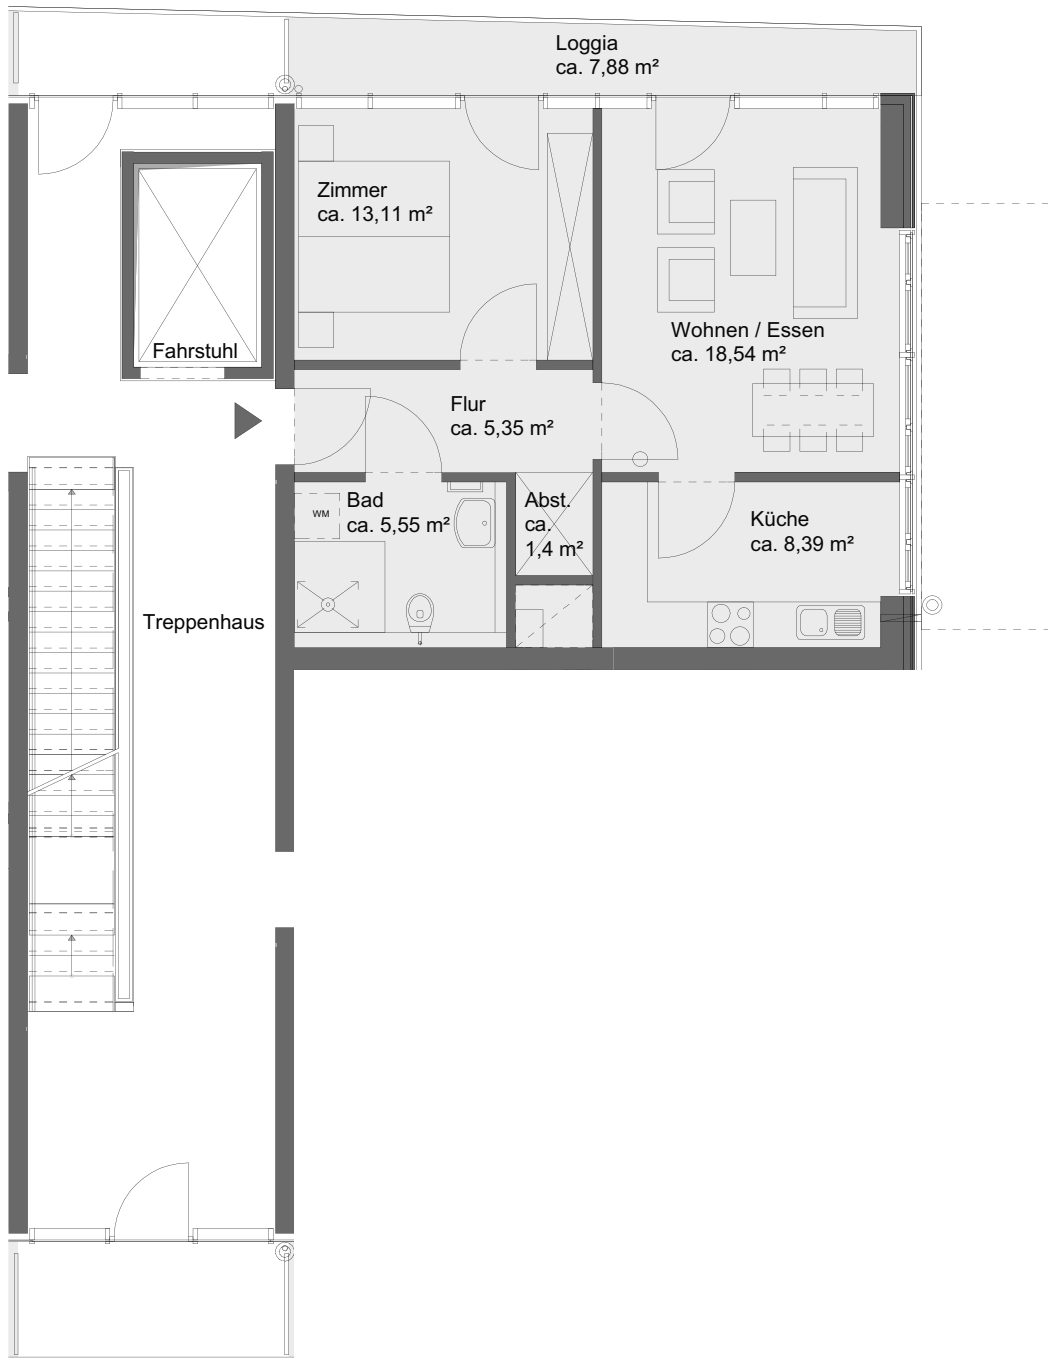 Loggia
ca. 7,88 m²
Zimmer
ca. 13,11 m²
Fahrstuhl
Wohnen / Essen
ca. 18,54 m²
Flur
ca. 5,35 m²
Bad
ca. 5,55 m²
WM
Abst.
ca.
1,4 m²
Küche
ca. 8,39 m²
Treppenhaus